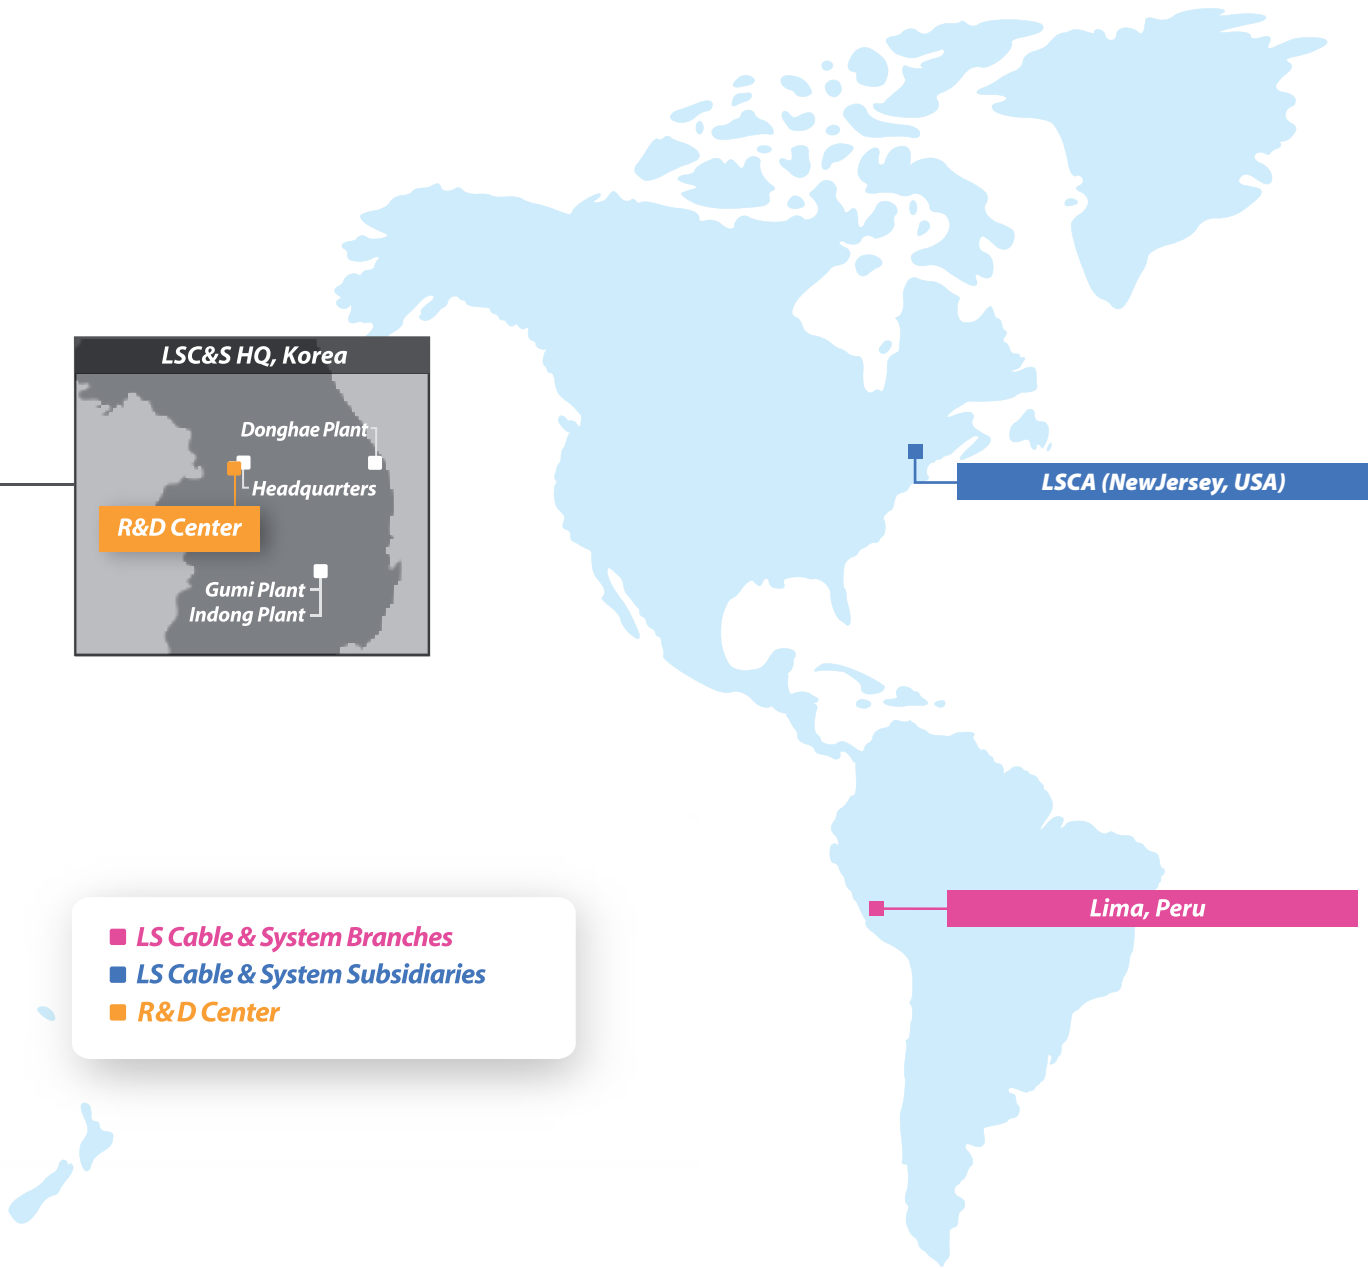 LSC&S HQ, Korea
Donghae Plant
Headquarters
R&D Center
Gumi Plant
Indong Plant
LSCA (NewJersey, USA)
Lima, Peru
LS Cable & System Branches
LS Cable & System Subsidiaries
R&D Center